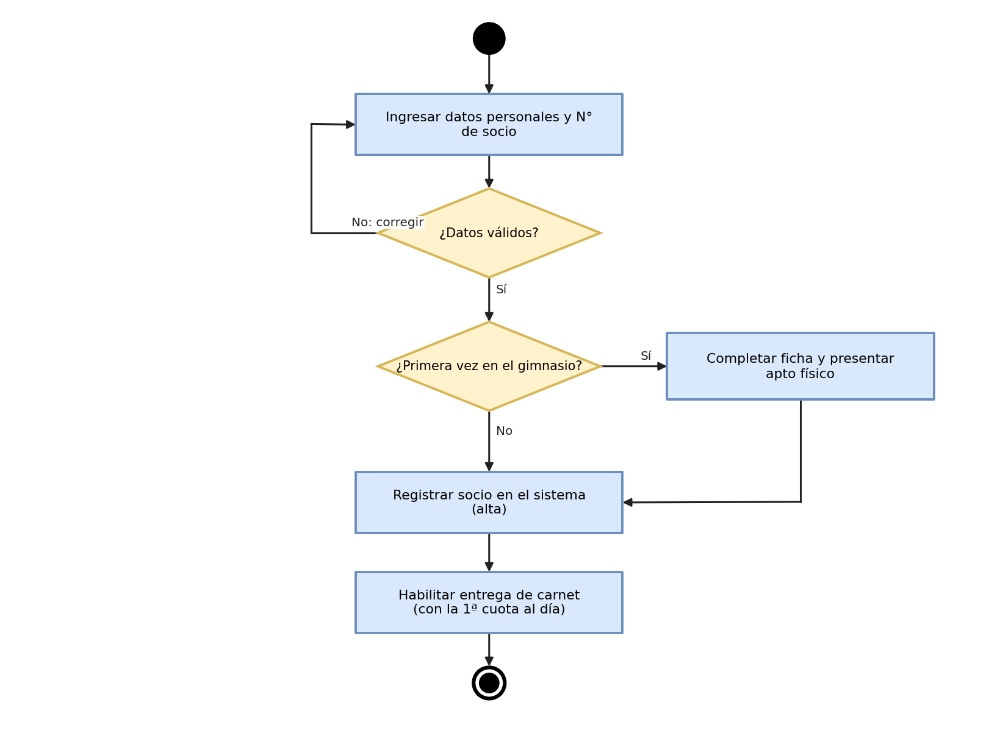 Ingresar datos personales y N°
de socio
No: corregir
¿Datos válidos?
Sí
¿Primera vez en el gimnasio?
Sí
Completar ficha y presentar
apto físico
No
Registrar socio en el sistema
(alta)
Habilitar entrega de carnet
(con la 1ª cuota al día)